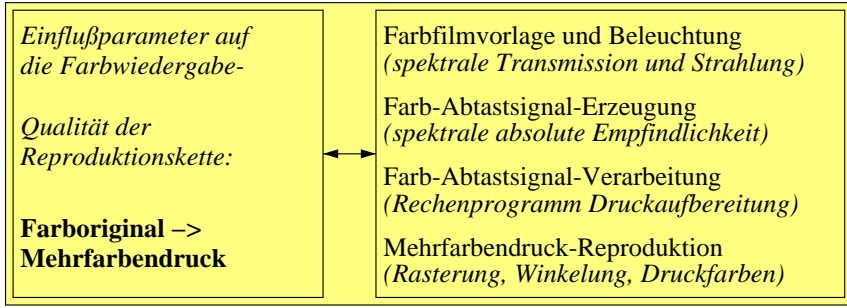 Einflußparameter auf
die Farbwiedergabe-
Qualität der
Reproduktionskette:
Farboriginal −>
Mehrfarbendruck
Farbfilmvorlage und Beleuchtung
(spektrale Transmission und Strahlung)
Farb-Abtastsignal-Erzeugung
(spektrale absolute Empfindlichkeit)
Farb-Abtastsignal-Verarbeitung
(Rechenprogramm Druckaufbereitung)
Mehrfarbendruck-Reproduktion
(Rasterung, Winkelung, Druckfarben)